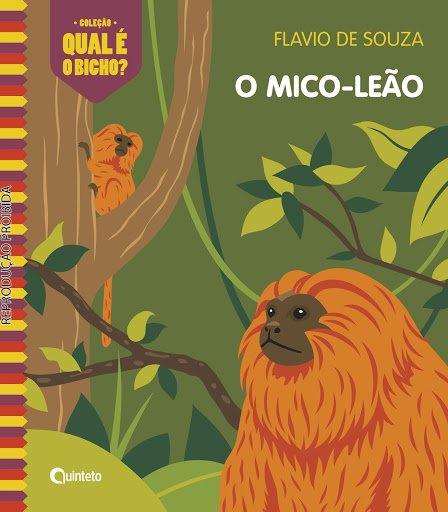 • COLEÇÃO •
QUAL É
O BICHO?
FLAVIO DE SOUZA
O MICO-LEÃO
REPRODUÇÃO PROIBIDA
Quinteto